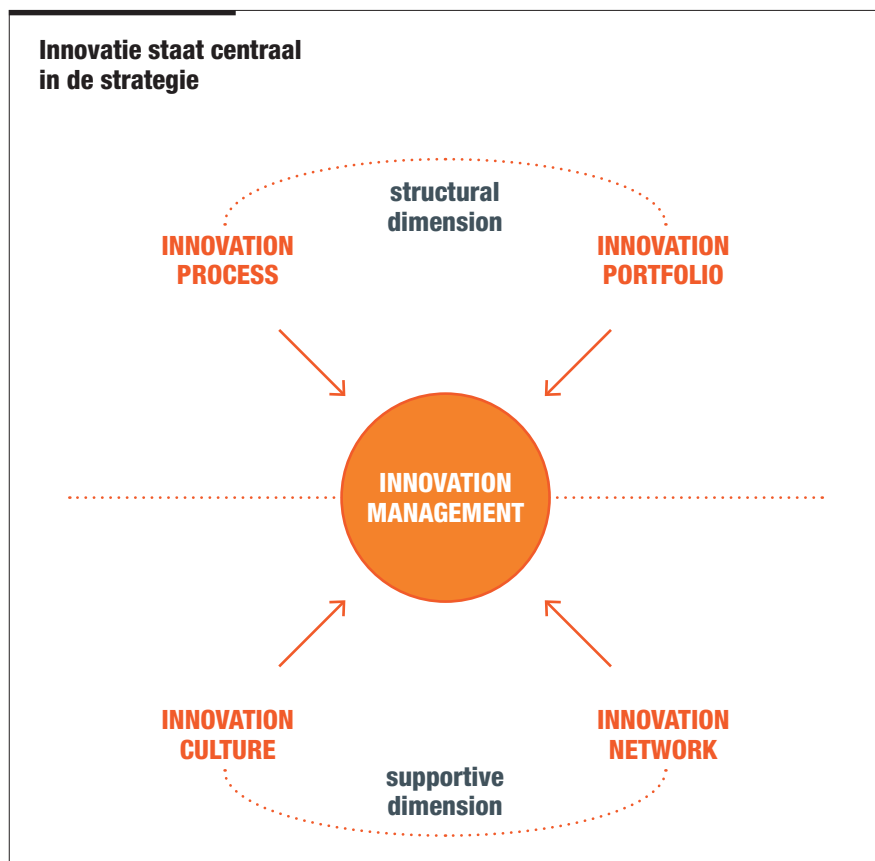 Innovatie staat centraal
in de strategie
structural
dimension
INNOVATION
PROCESS
INNOVATION
PORTFOLIO
INNOVATION
MANAGEMENT
INNOVATION
CULTURE
INNOVATION
NETWORK
supportive
dimension